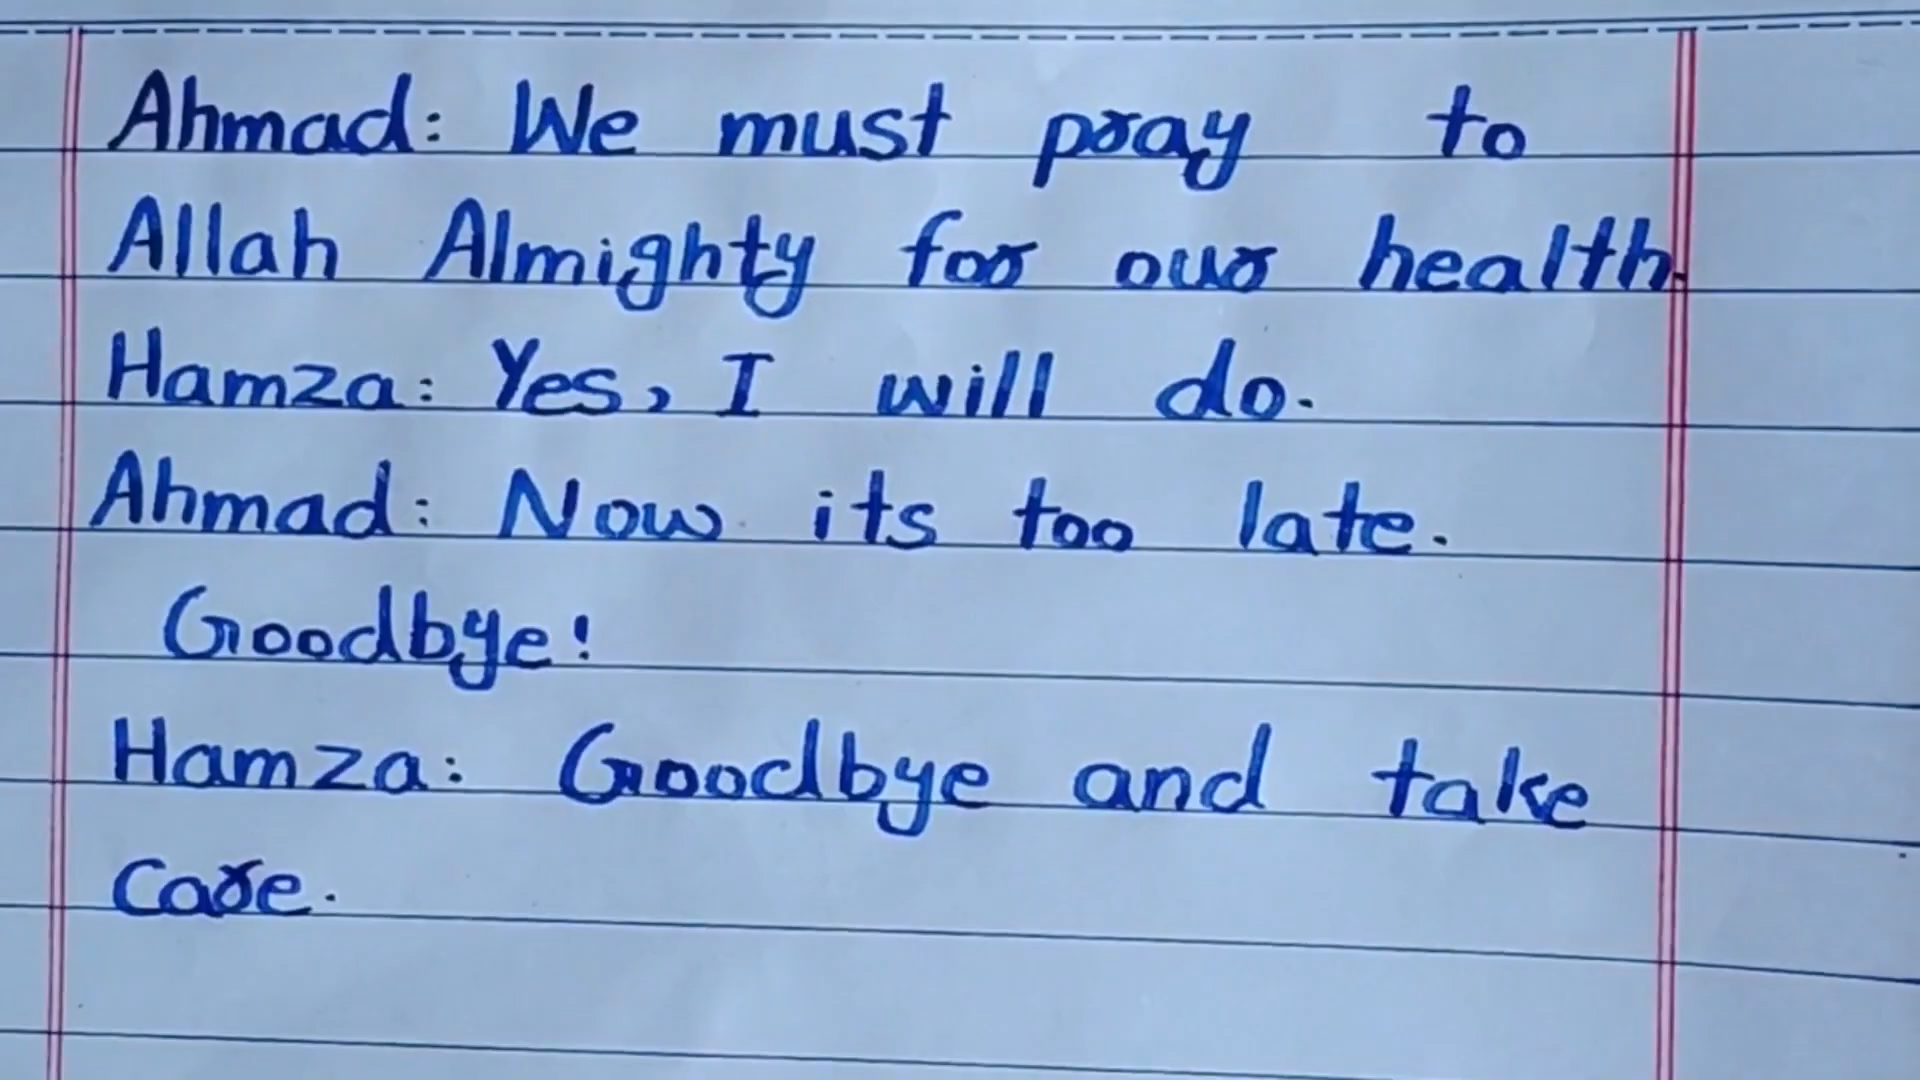 Ahmad: We must pray to
Allah Almighty for our health.
Hamza: Yes, I will do.
Ahmad: Now its too late.
Goodbye!
Hamza: Goodbye and take
care.